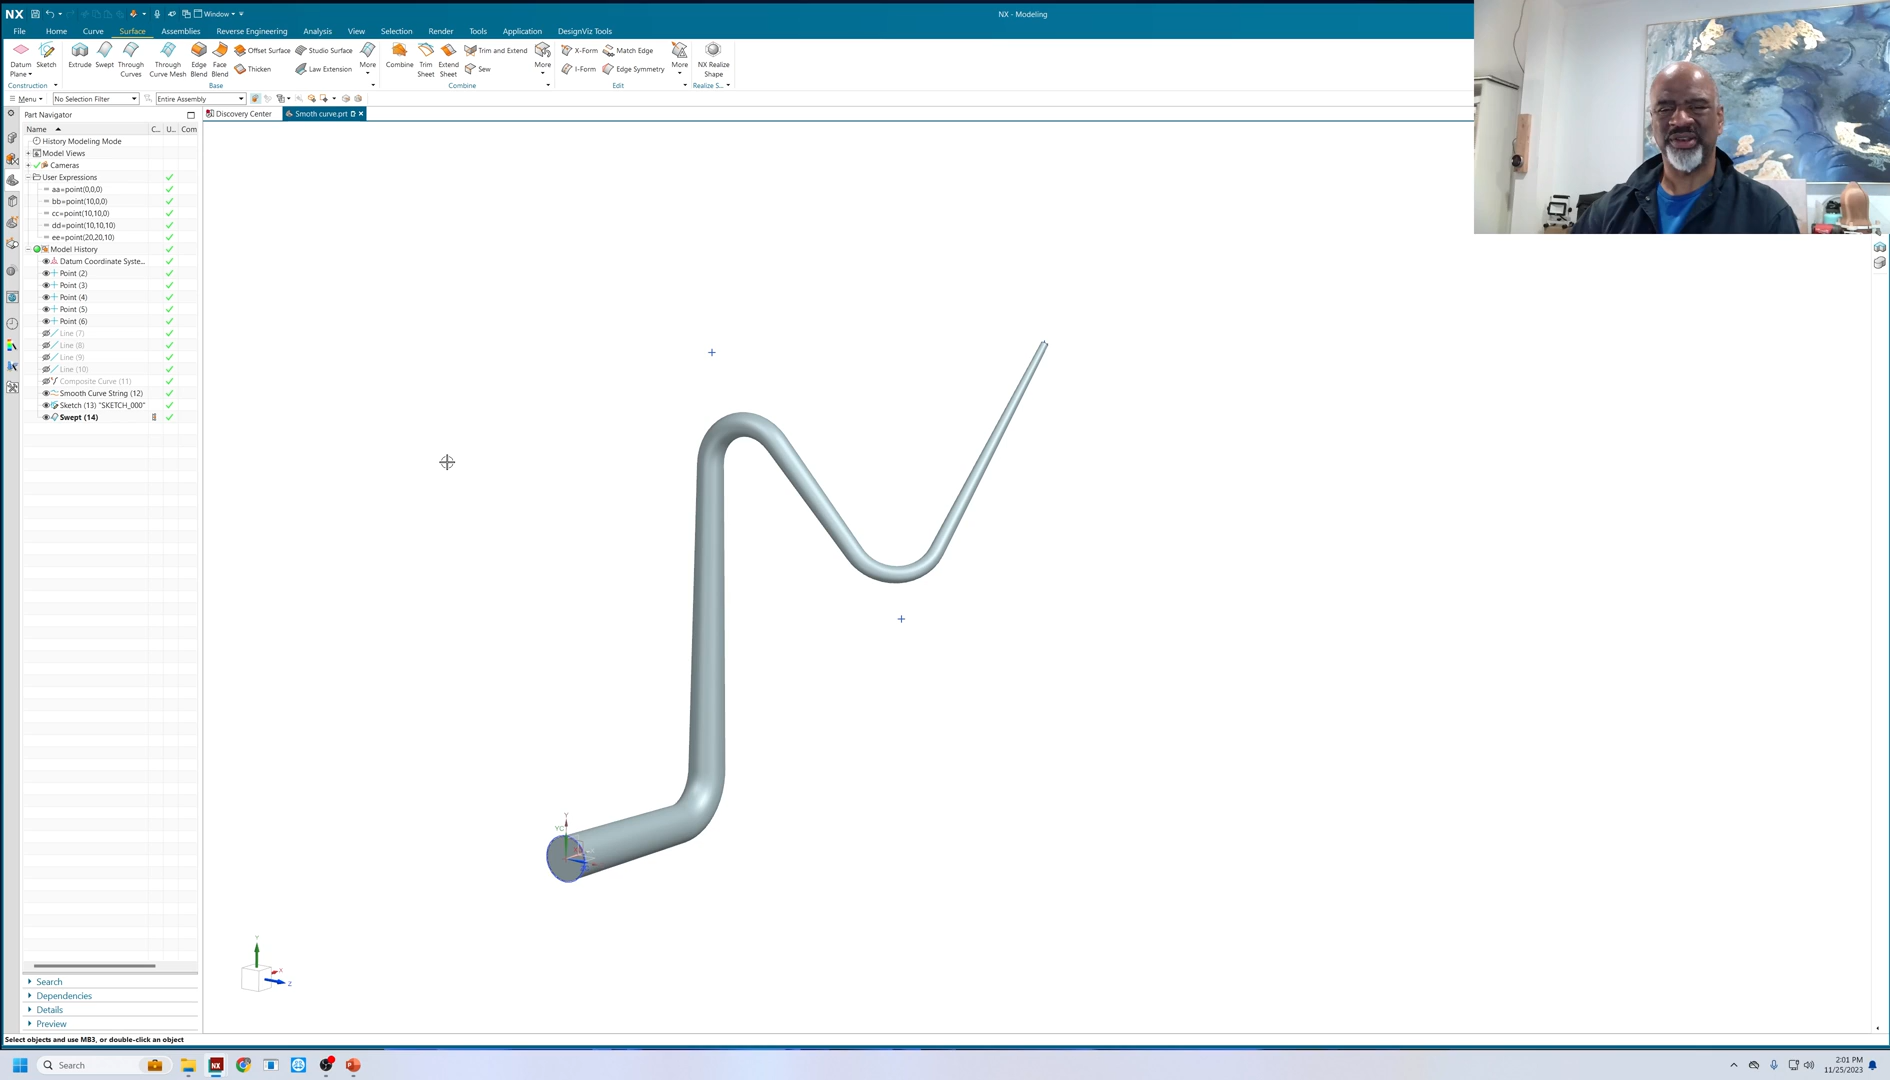 NX
Window
NX - Modeling
File Home Curve Surface Assemblies Reverse Engineering Analysis View Selection Render Tools Application DesignViz Tools
Datum Plane
Sketch
Extrude
Swept
Through Curves
Through Curve Mesh
Edge Blend
Face Blend
Offset Surface
Thicken
Studio Surface
Law Extension
More
Combine
Trim Sheet
Extend Sheet
Trim and Extend
Sew
More
X-Form
I-Form
Match Edge
Edge Symmetry
More
NX Realize Shape
Construction Base Combine Edit Realize S...
Menu No Selection Filter Entire Assembly
Part Navigator
Discovery Center Smoth curve.prt
Name C... U... Com
History Modeling Mode
Model Views
Cameras
User Expressions
aa=point(0,0,0)
bb=point(10,0,0)
cc=point(10,10,0)
dd=point(10,10,10)
ee=point(20,20,10)
Model History
Datum Coordinate Syste...
Point (2)
Point (3)
Point (4)
Point (5)
Point (6)
Line (7)
Line (8)
Line (9)
Line (10)
Composite Curve (11)
Smooth Curve String (12)
Sketch (13) "SKETCH_000"
Swept (14)
Y
YC
Y
X
Z
Search
Dependencies
Details
Preview
Select objects and use MB3, or double-click an object
Search
NX
2:01 PM
11/25/2023